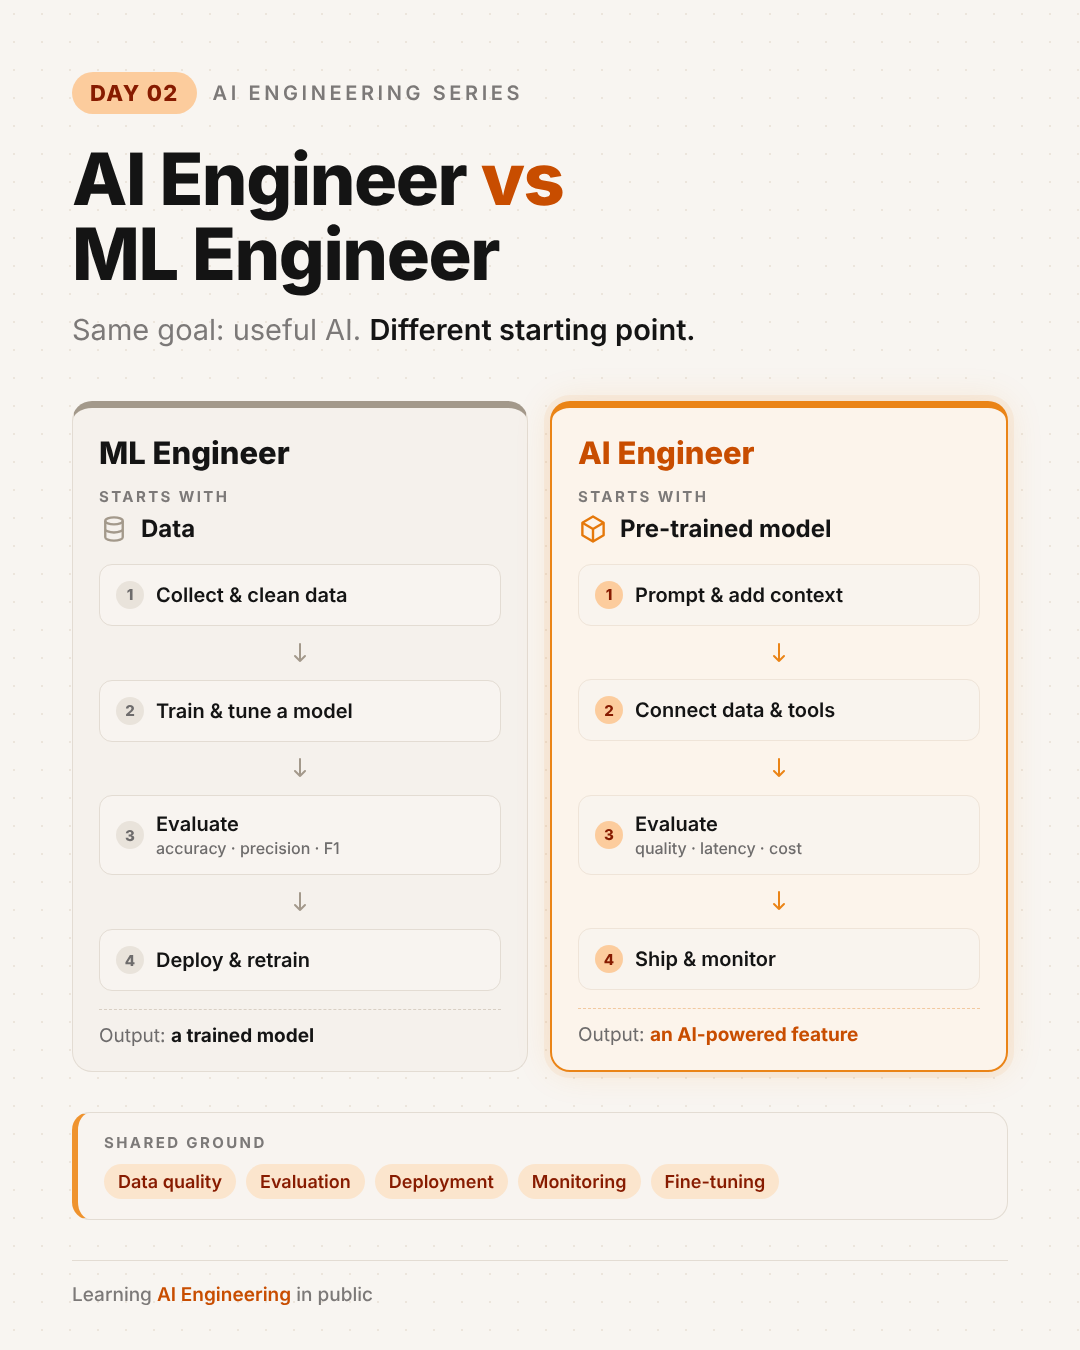 DAY 02
AI ENGINEERING SERIES
AI Engineer vs
ML Engineer
Same goal: useful AI. Different starting point.
ML Engineer
STARTS WITH
Data
1 Collect & clean data
↓
2 Train & tune a model
↓
3 Evaluate
accuracy · precision · F1
↓
4 Deploy & retrain
Output: a trained model
AI Engineer
STARTS WITH
Pre-trained model
1 Prompt & add context
↓
2 Connect data & tools
↓
3 Evaluate
quality · latency · cost
↓
4 Ship & monitor
Output: an AI-powered feature
SHARED GROUND
Data quality Evaluation Deployment Monitoring Fine-tuning
Learning AI Engineering in public